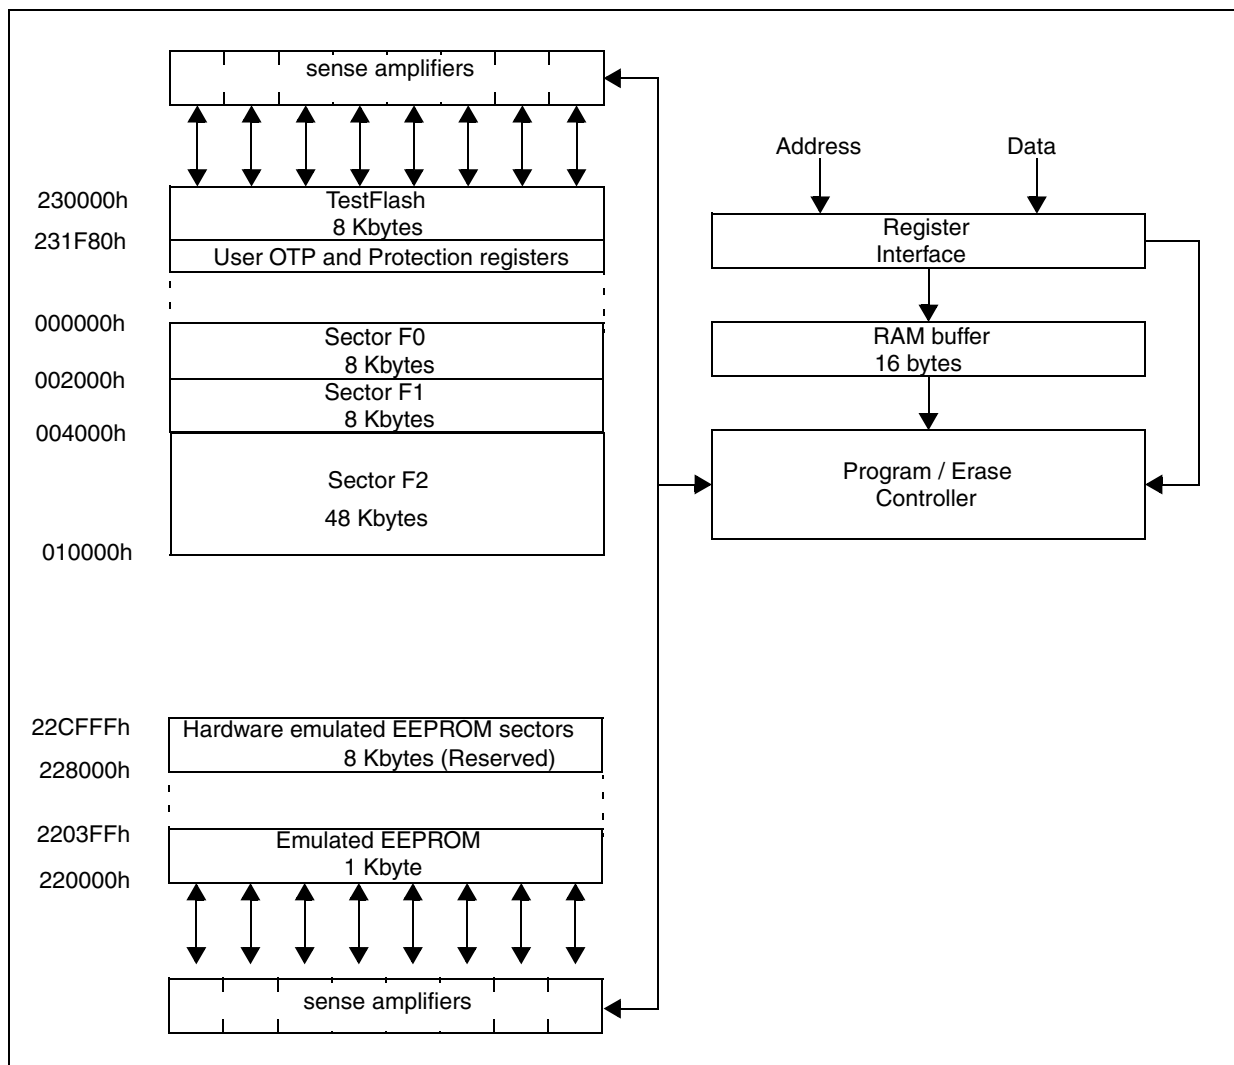 sense amplifiers
230000h
TestFlash
8 Kbytes
231F80h
User OTP and Protection registers
000000h
Sector F0
8 Kbytes
002000h
Sector F1
8 Kbytes
004000h
Sector F2
48 Kbytes
010000h
22CFFFh
Hardware emulated EEPROM sectors
8 Kbytes (Reserved)
228000h
2203FFh
Emulated EEPROM
1 Kbyte
220000h
sense amplifiers
Address
Data
Register
Interface
RAM buffer
16 bytes
Program / Erase
Controller